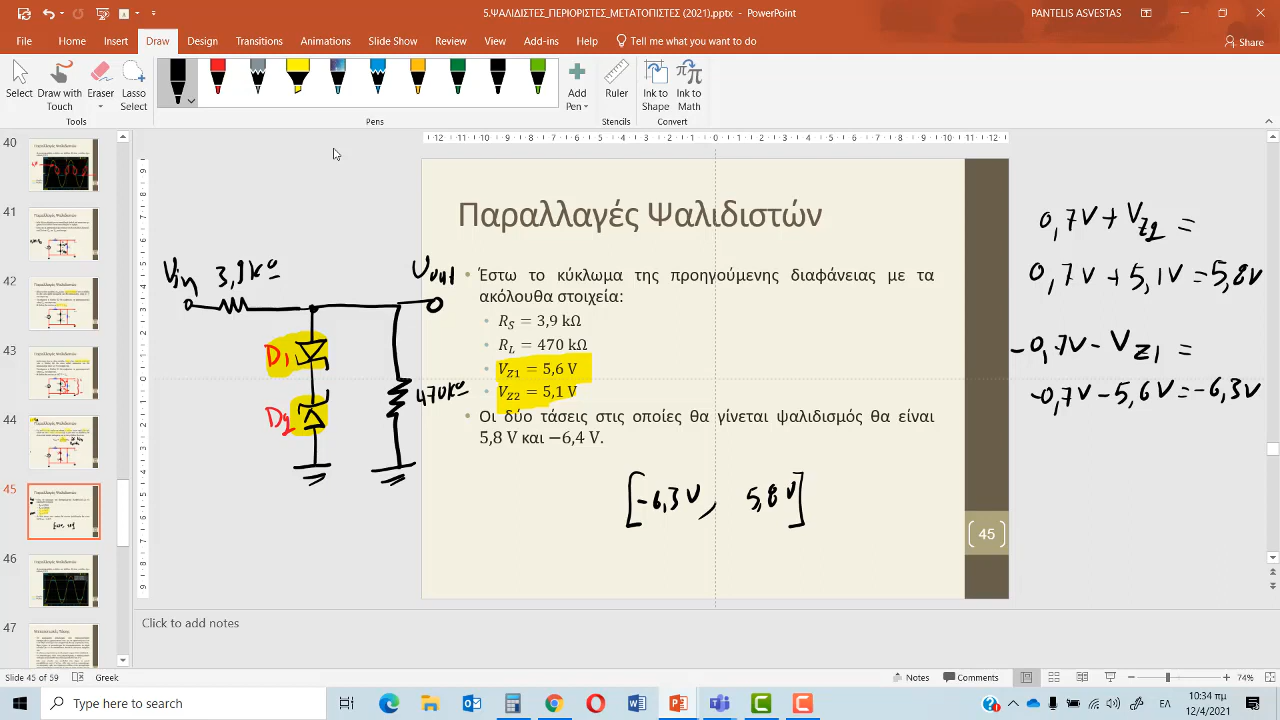 5.ΨΑΛΙΔΙΣΤΕΣ_ΠΕΡΙΟΡΙΣΤΕΣ_ΜΕΤΑΤΟΠΙΣΤΕΣ (2021).pptx - PowerPoint
PANTELIS ASVESTAS
File Home Insert Draw Design Transitions Animations Slide Show Review View Add-ins Help Tell me what you want to do
Share
Select Draw with Touch Eraser Lasso Select
Add Pen Ruler Ink to Shape Ink to Math
Tools Pens Stencils Convert
40
41
45
46
47
Παραλλαγές Ψαλιδιστών
Έστω το κύκλωμα της προηγούμενης διαφάνειας με τα
ακόλουθα στοιχεία:
R_S = 3,9 kΩ
R_L = 470 kΩ
V_Z1 = 5,6 V
V_Z2 = 5,1 V
Οι δύο τάσεις στις οποίες θα γίνεται ψαλιδισμός θα είναι
5,8 V και −6,4 V.
[-6,3V, 5,8V]
45
Vin 3,9kΩ
Uout
D1
D2
470kΩ
0,7V + V_Z2 =
0,7V + 5,1V = 5,8V
-0,7V - V_Z1 =
-0,7V - 5,6V = -6,3V
Click to add notes
Slide 45 of 59 Greek Notes Comments 74%
Type here to search
10:34 πμ
12/4/2021